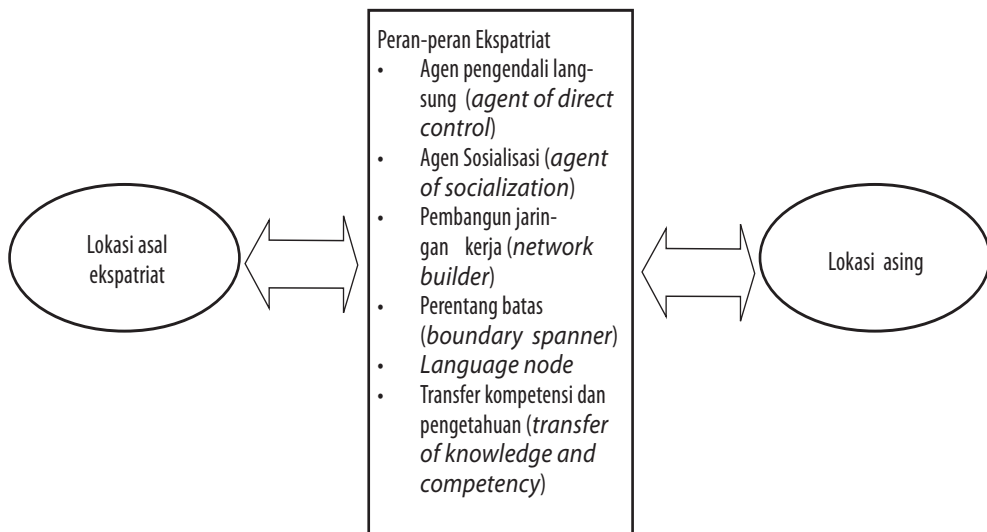 Lokasi asal
ekspatriat
Peran-peran Ekspatriat
• Agen pengendali lang-
sung (agent of direct
control)
• Agen Sosialisasi (agent
of socialization)
• Pembangun jarin-
gan kerja (network
builder)
• Perentang batas
(boundary spanner)
• Language node
• Transfer kompetensi dan
pengetahuan (transfer
of knowledge and
competency)
Lokasi asing